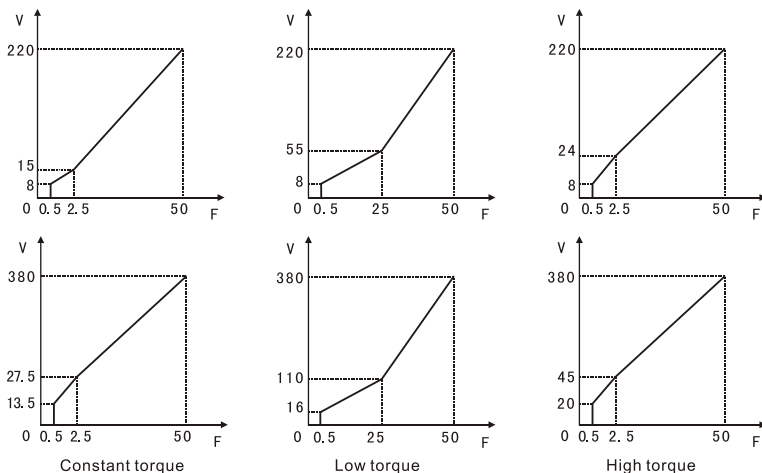 V V V
220 220 220
15 55 24
8 8 8
0 0.5 2.5 50 F 0 0.5 25 50 F 0 0.5 2.5 50 F
V V V
380 380 380
27.5 110 45
13.5 16 20
0 0.5 2.5 50 F 0 0.5 25 50 F 0 0.5 2.5 50 F
Constant torque Low torque High torque